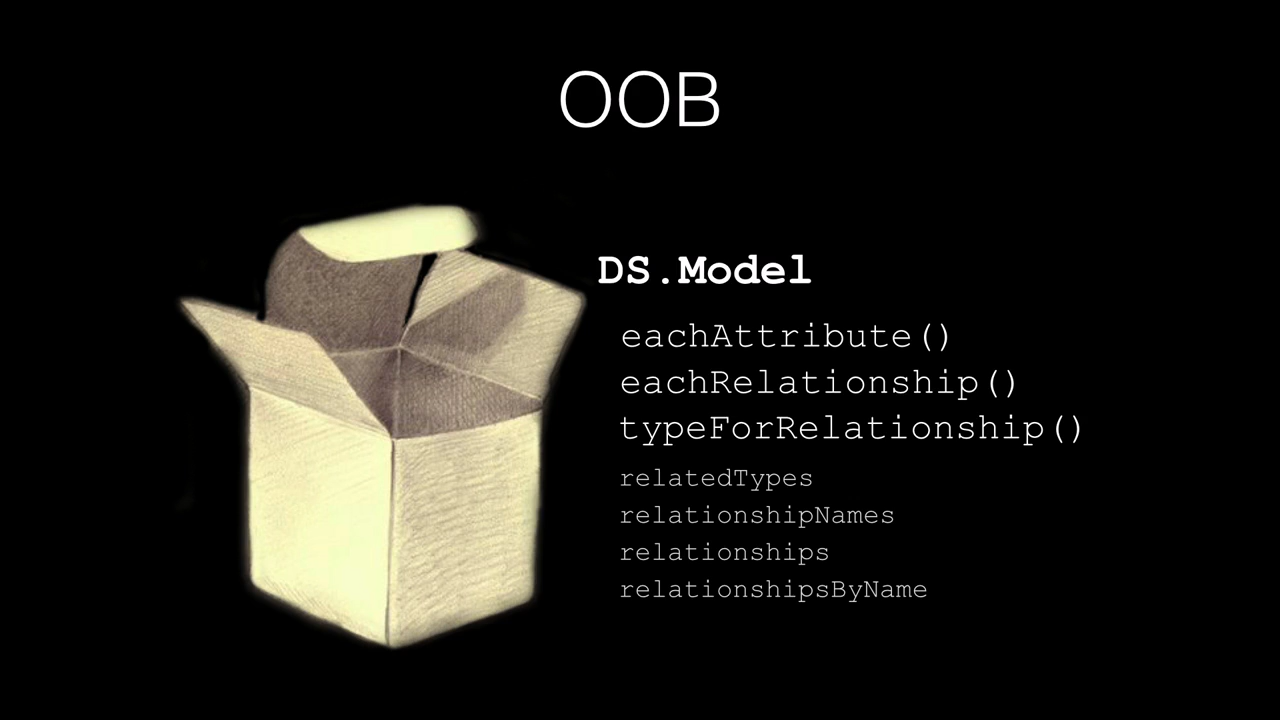 OOB
DS.Model
eachAttribute()
eachRelationship()
typeForRelationship()
relatedTypes
relationshipNames
relationships
relationshipsByName